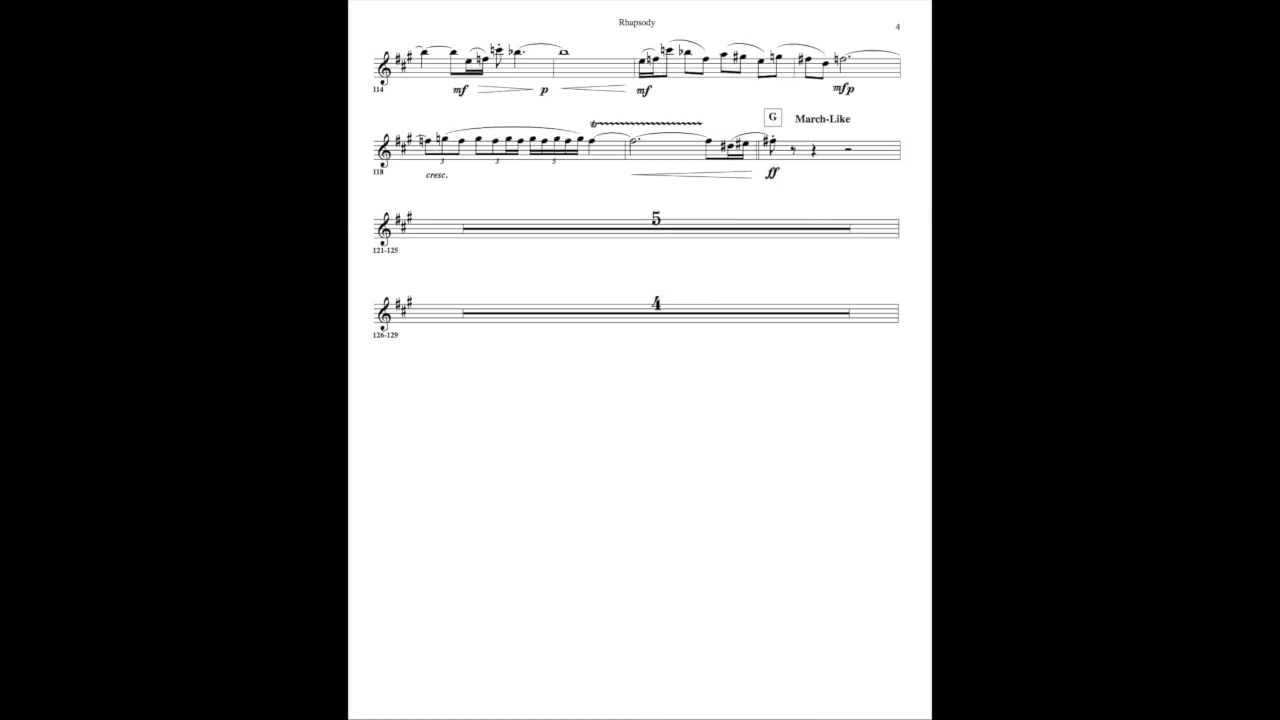 Rhapsody
4
114
mf p mf mfp
G March-Like
3 3 5
118
cresc. ff
5
121-125
4
126-129